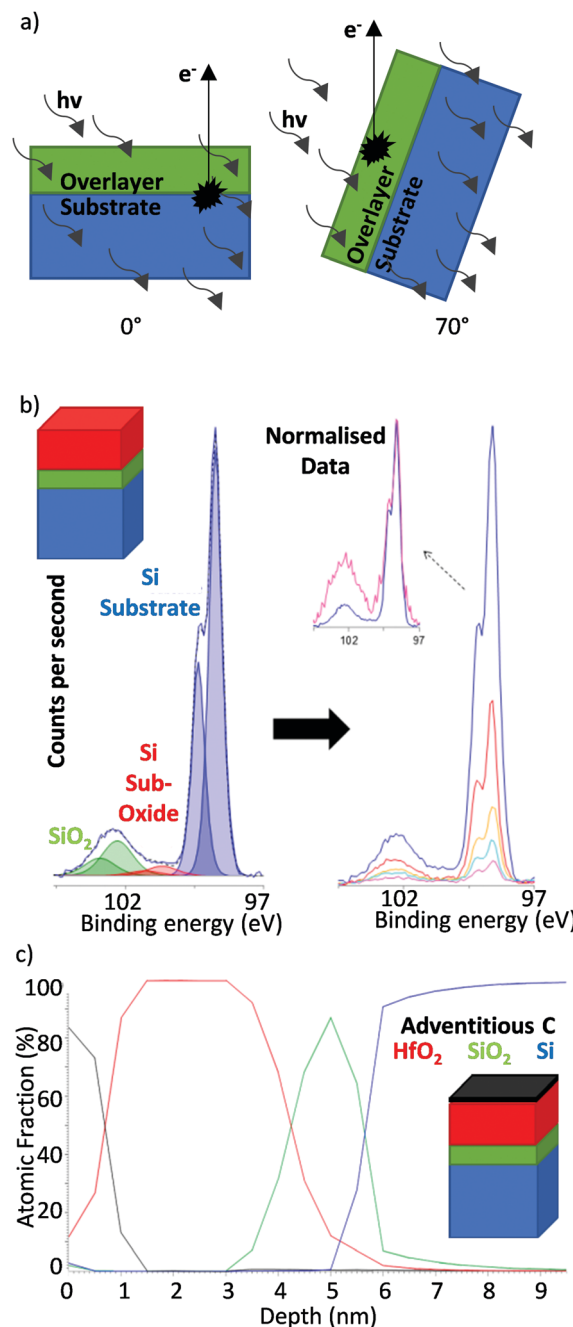 a)
hv
e-
Overlayer
Substrate
0°
e-
hv
Overlayer
Substrate
70°
b)
Normalised
Data
102
97
Counts per second
Si
Substrate
Si
Sub-
Oxide
SiO2
102
97
Binding energy (eV)
102
97
Binding energy (eV)
c)
Atomic Fraction (%)
100
80
60
40
20
0
Adventitious C
HfO2
SiO2
Si
0
1
2
3
4
5
6
7
8
9
Depth (nm)